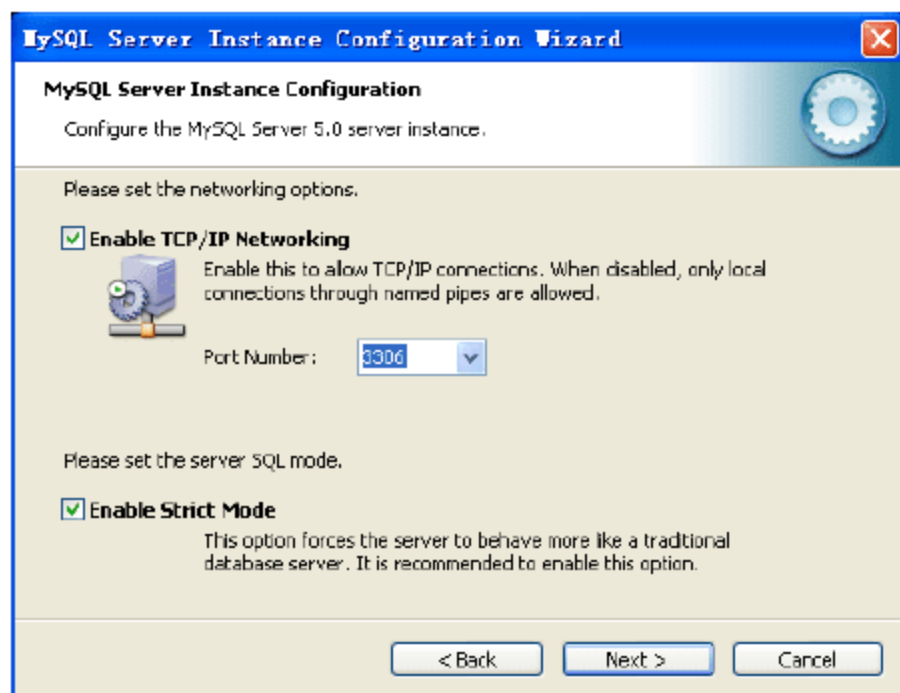 MySQL Server Instance Configuration Wizard
MySQL Server Instance Configuration
Configure the MySQL Server 5.0 server instance.
Please set the networking options.
Enable TCP/IP Networking
Enable this to allow TCP/IP connections. When disabled, only local
connections through named pipes are allowed.
Port Number: 3306
Please set the server SQL mode.
Enable Strict Mode
This option forces the server to behave more like a traditional
database server. It is recommended to enable this option.
< Back Next > Cancel